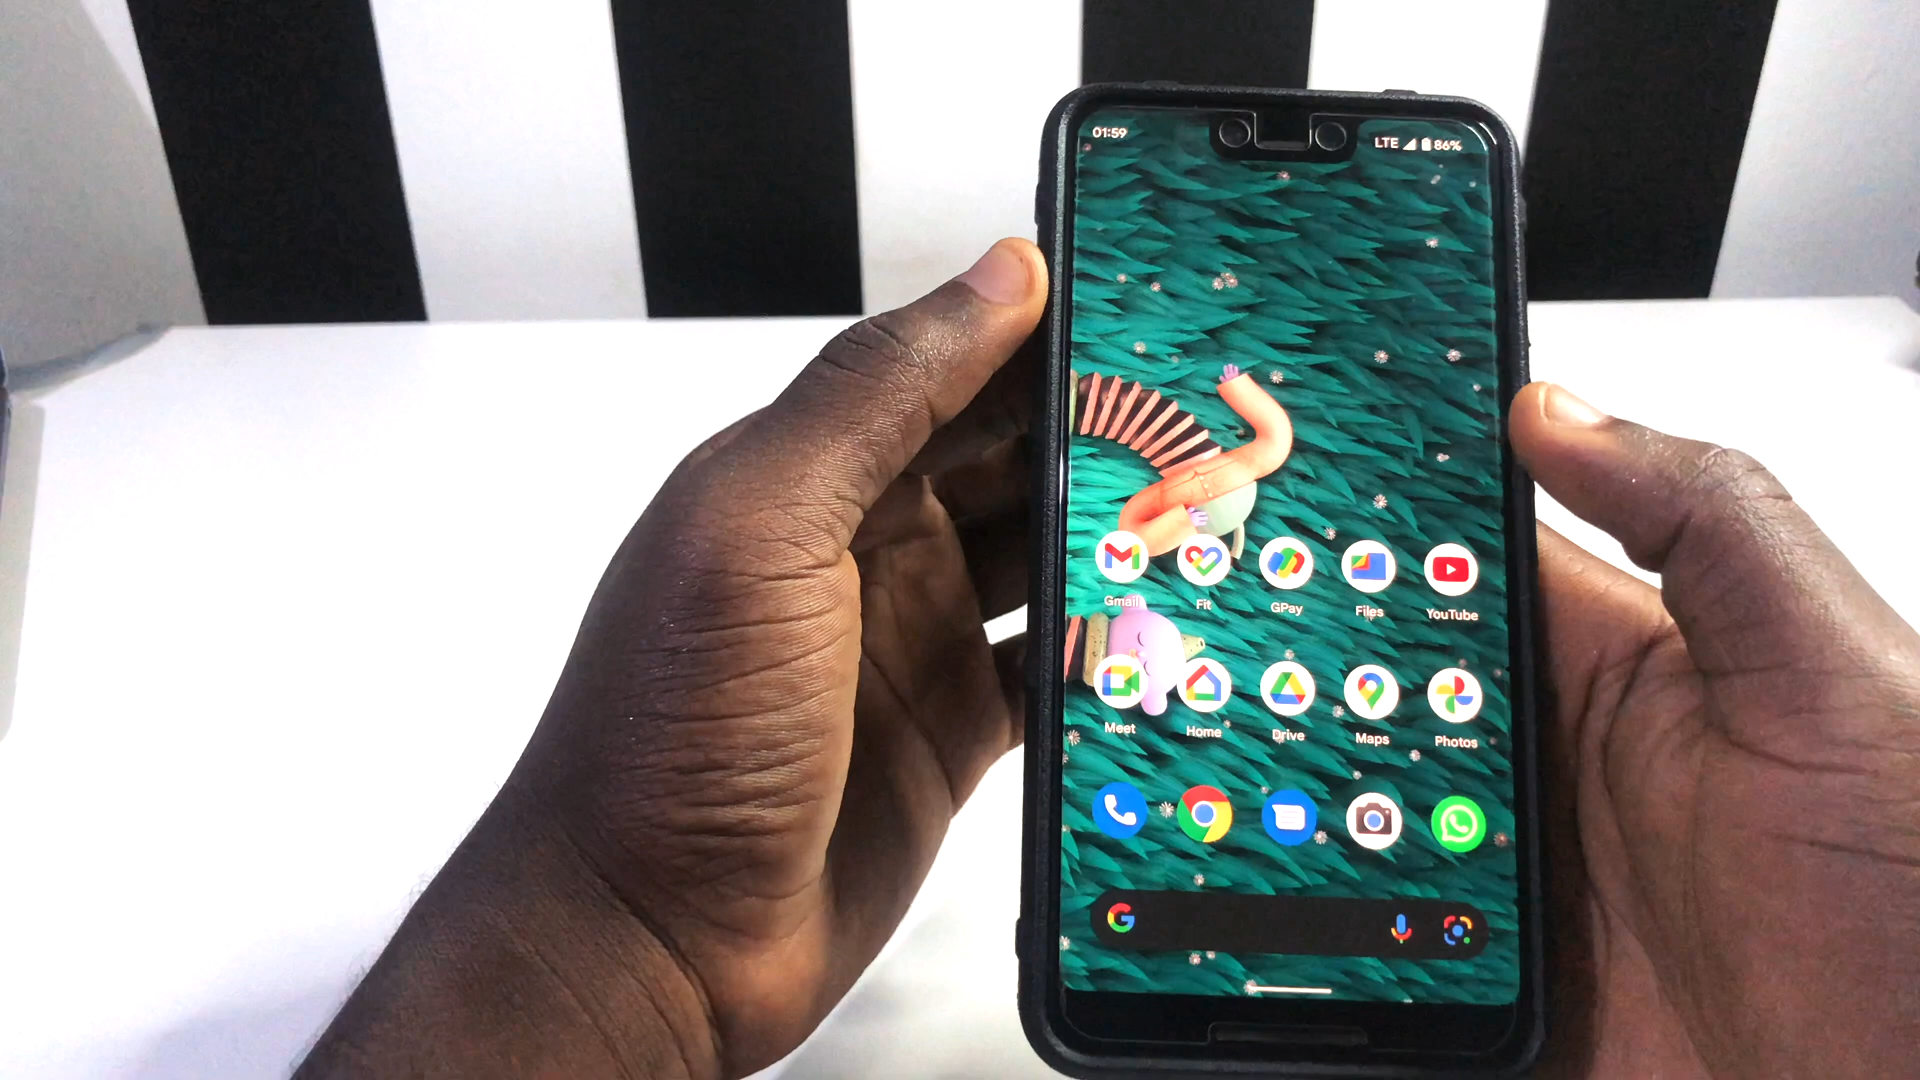 01:59
LTE 86%
Gmail Fit GPay Files YouTube
Meet Home Drive Maps Photos
G